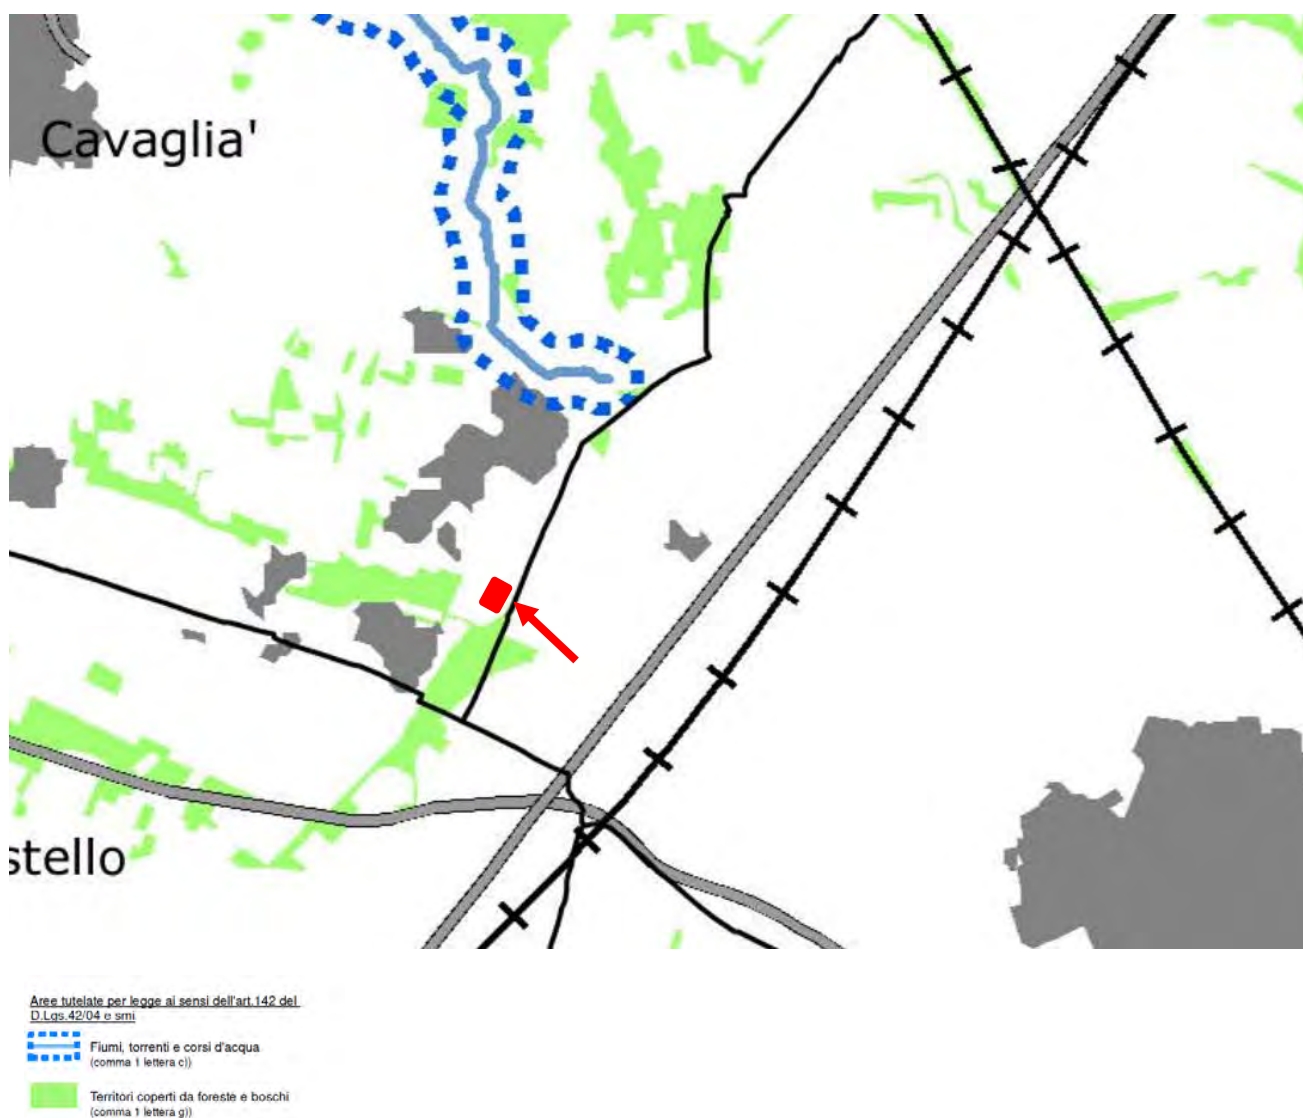 Cavaglia'
stello
Aree tutelate per legge ai sensi dell'art.142 del
D.Lgs.42/04 e smi
Fiumi, torrenti e corsi d'acqua
(comma 1 lettera c))
Territori coperti da foreste e boschi
(comma 1 lettera g))